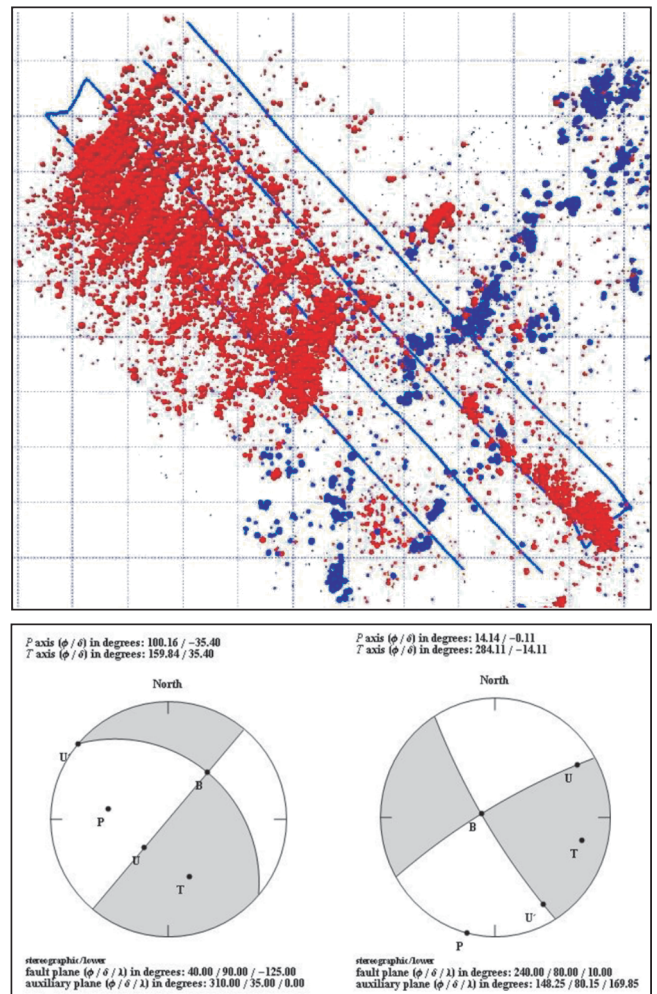 P axis (ϕ / δ) in degrees: 100.16 / −35.40
T axis (ϕ / δ) in degrees: 159.84 / 35.40
North
U′
B
P
U
T
stereographic/lower
fault plane (ϕ / δ / λ) in degrees: 40.00 / 90.00 / −125.00
auxiliary plane (ϕ / δ / λ) in degrees: 310.00 / 35.00 / 0.00
P axis (ϕ / δ) in degrees: 14.14 / −0.11
T axis (ϕ / δ) in degrees: 284.11 / −14.11
North
U
B
T
U′
P
stereographic/lower
fault plane (ϕ / δ / λ) in degrees: 240.00 / 80.00 / 10.00
auxiliary plane (ϕ / δ / λ) in degrees: 148.25 / 80.15 / 169.85